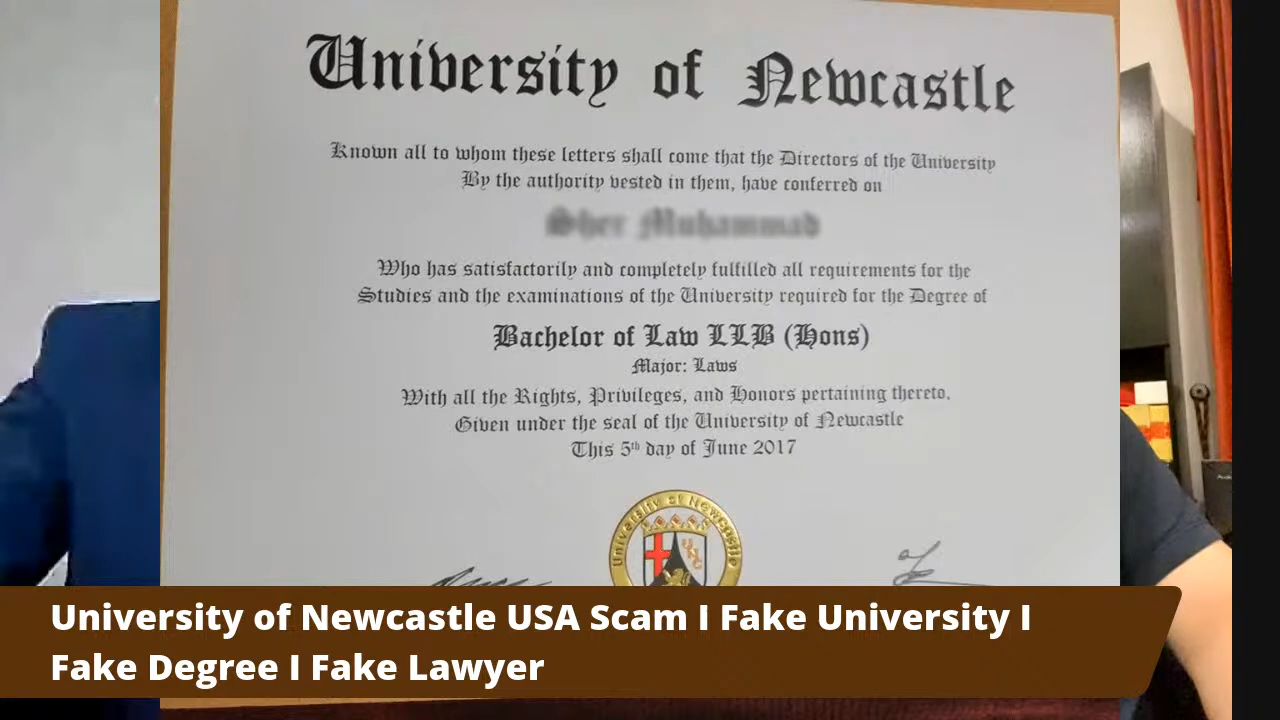 University of Newcastle
Known all to whom these letters shall come that the Directors of the University
By the authority vested in them, have conferred on
Who has satisfactorily and completely fulfilled all requirements for the
Studies and the examinations of the University required for the Degree of
Bachelor of Law LLB (Hons)
Major: Laws
With all the Rights, Privileges, and Honors pertaining thereto,
Given under the seal of the University of Newcastle
This 5th day of June 2017
University of Newcastle
University of Newcastle USA Scam I Fake University I
Fake Degree I Fake Lawyer